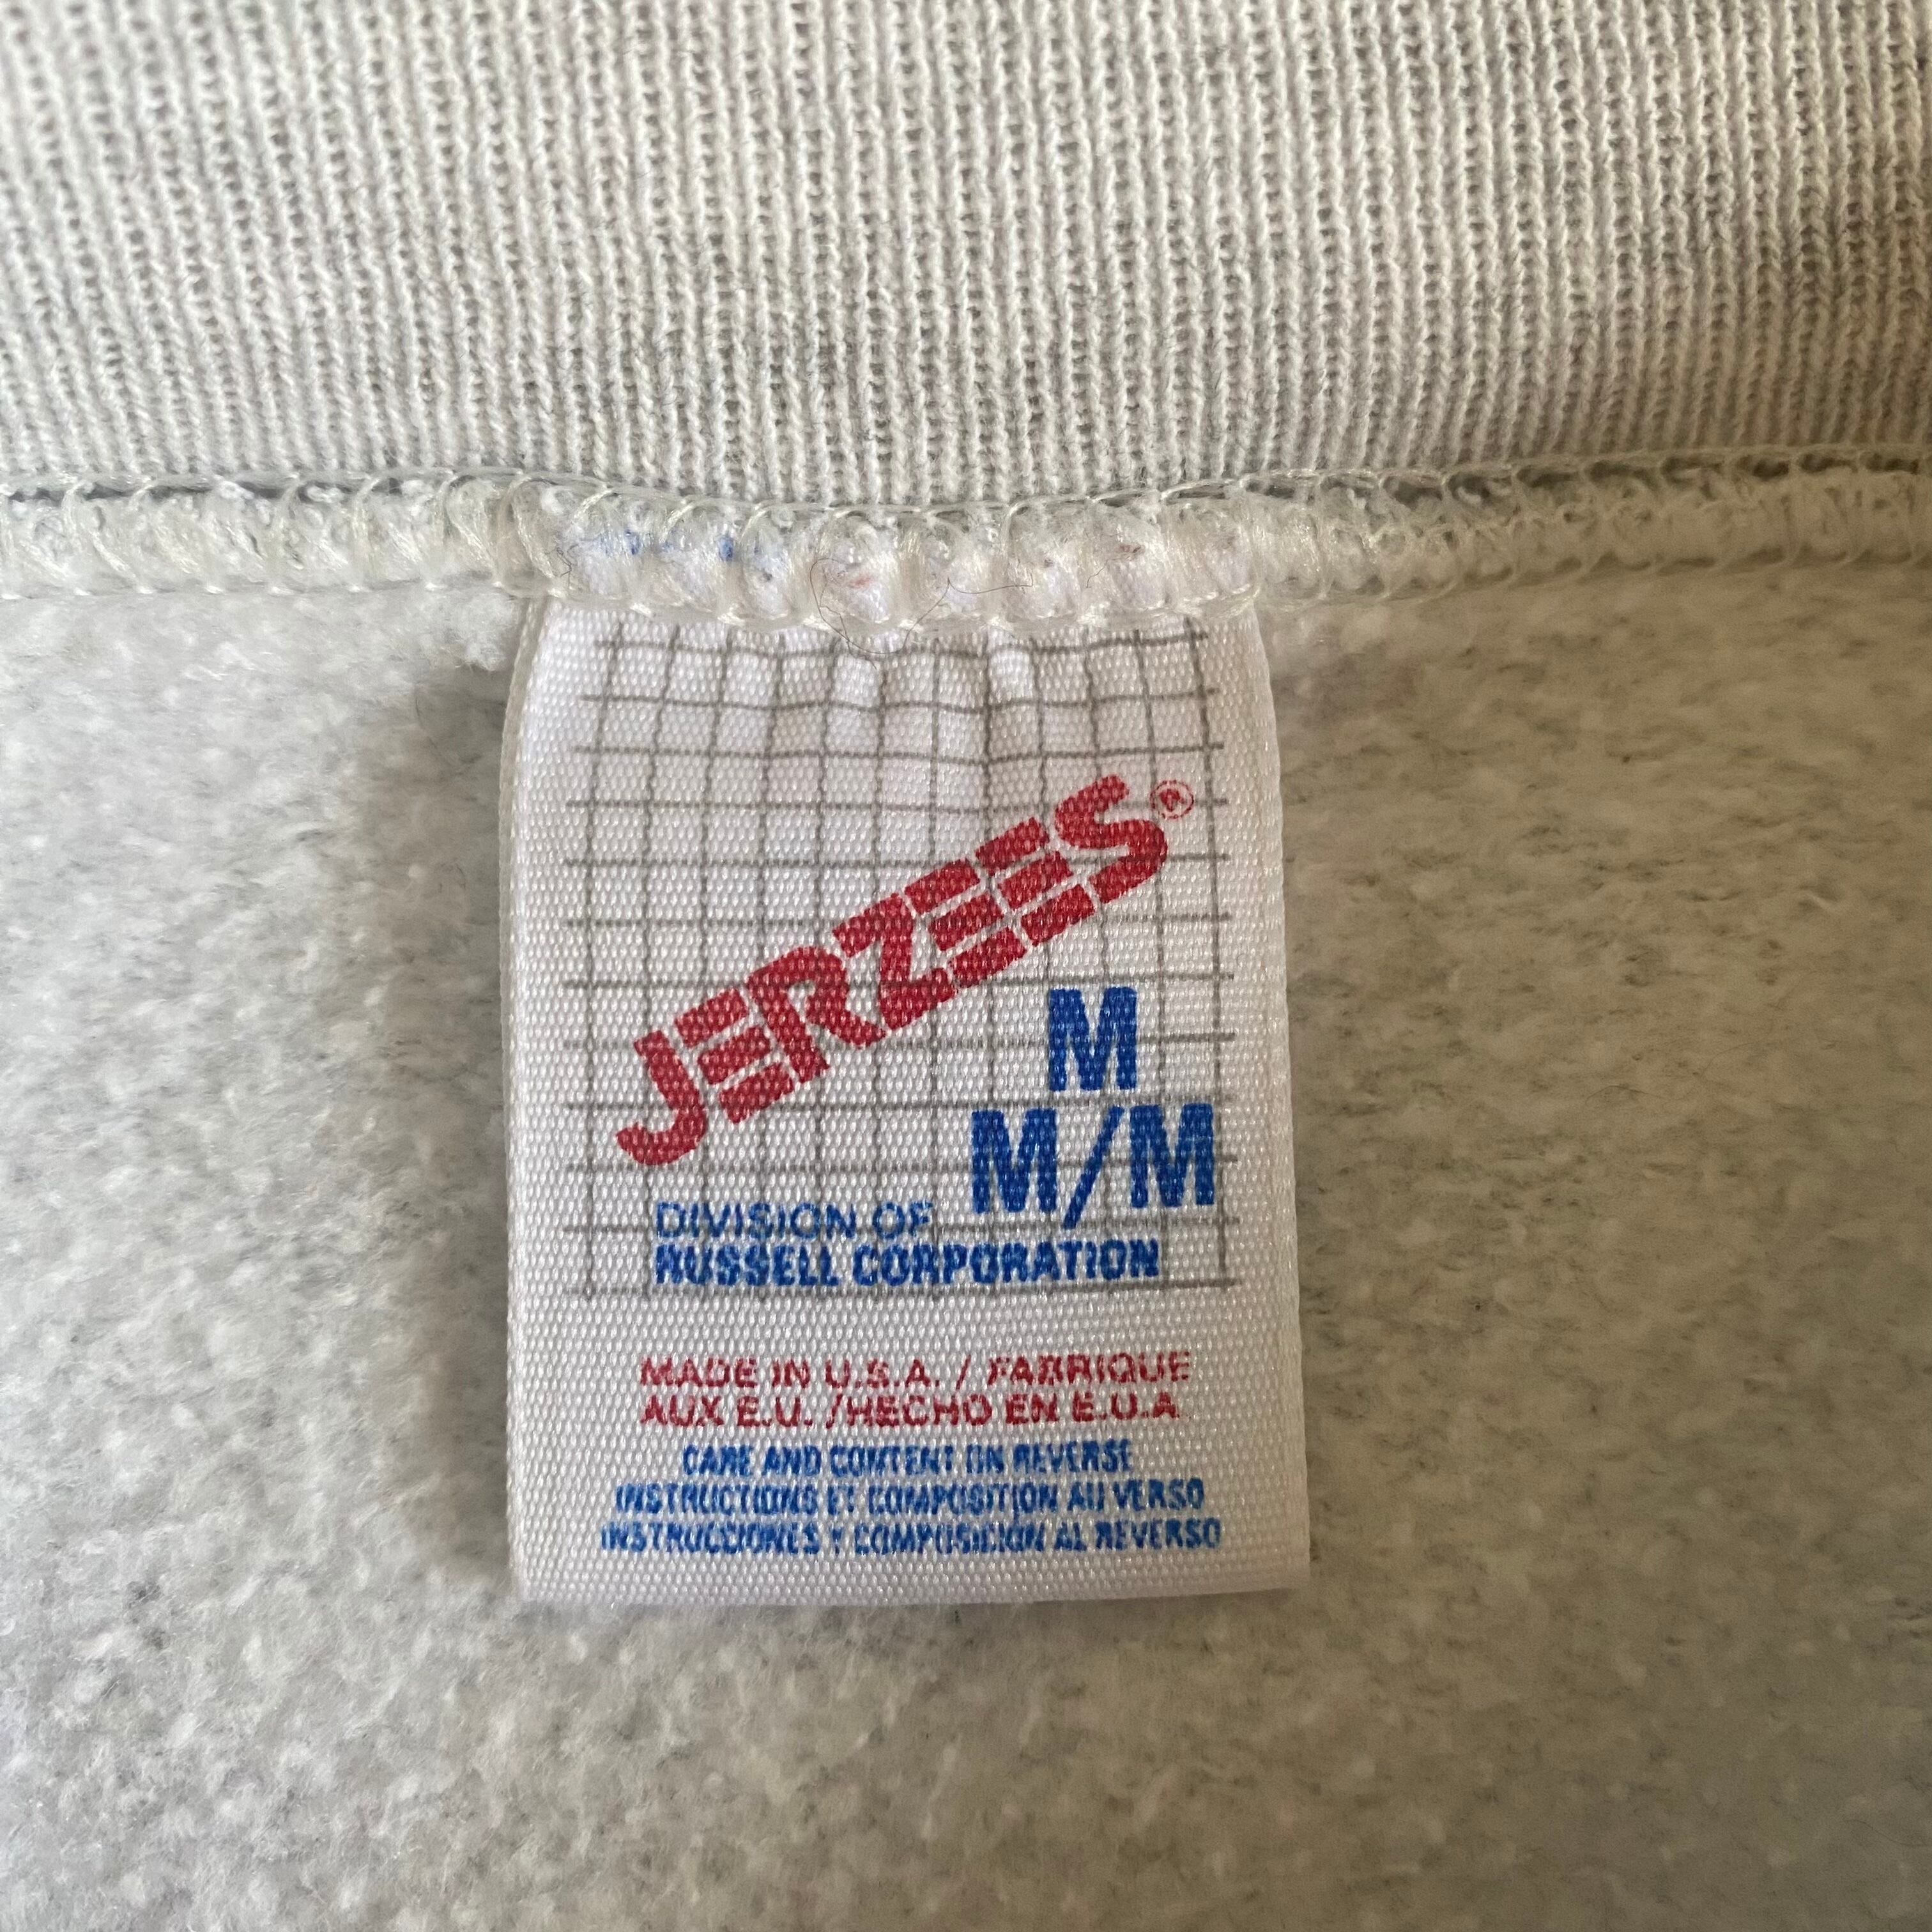 JERZEES®
M
M/M
DIVISION OF
RUSSELL CORPORATION
MADE IN U.S.A. / FABRIQUE
AUX E.U. /HECHO EN E.U.A
CARE AND CONTENT ON REVERSE
INSTRUCTIONS ET COMPOSITION AU VERSO
INSTRUCCIONES Y COMPOSICION AL REVERSO